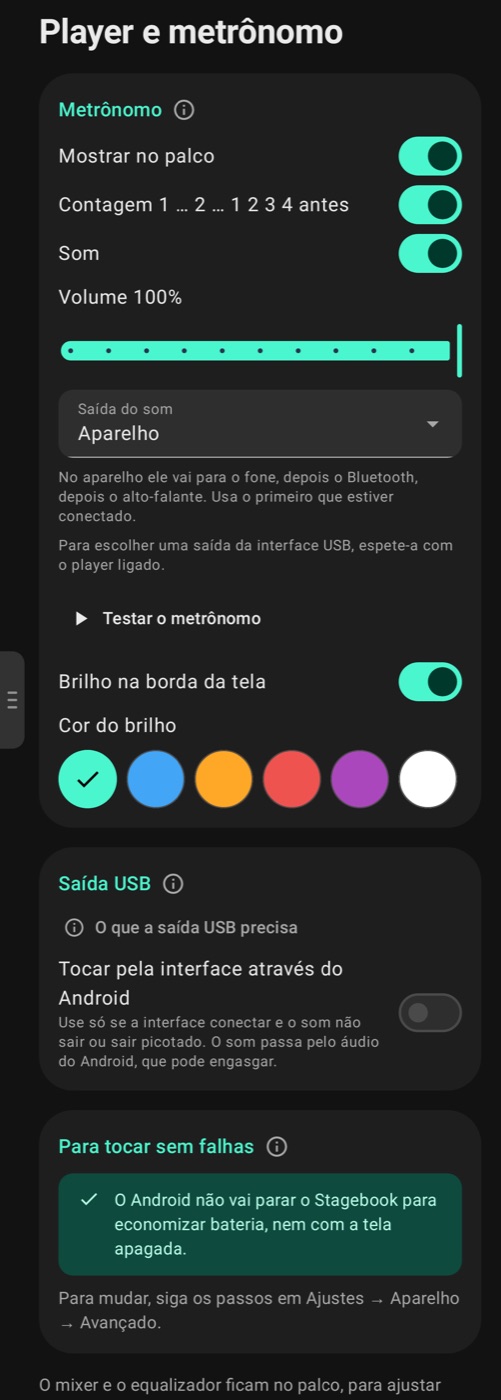 Player e metrônomo
Metrônomo
Mostrar no palco
Contagem 1 ... 2 ... 1 2 3 4 antes
Som
Volume 100%
Saída do som
Aparelho
No aparelho ele vai para o fone, depois o Bluetooth,
depois o alto-falante. Usa o primeiro que estiver
conectado.
Para escolher uma saída da interface USB, espete-a com
o player ligado.
Testar o metrônomo
Brilho na borda da tela
Cor do brilho
Saída USB
O que a saída USB precisa
Tocar pela interface através do
Android
Use só se a interface conectar e o som não
sair ou sair picotado. O som passa pelo áudio
do Android, que pode engasgar.
Para tocar sem falhas
O Android não vai parar o Stagebook para
economizar bateria, nem com a tela
apagada.
Para mudar, siga os passos em Ajustes → Aparelho
→ Avançado.
O mixer e o equalizador ficam no palco, para ajustar